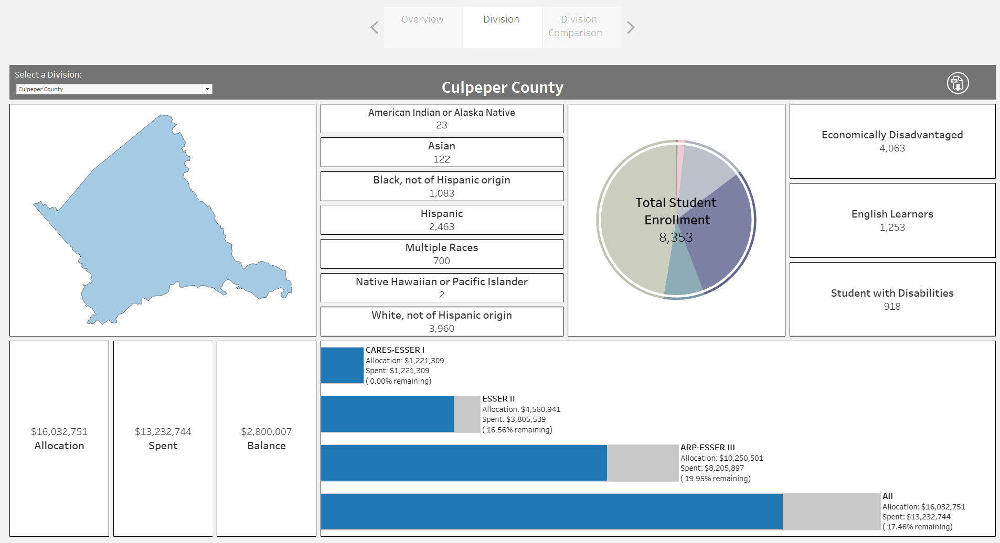 Overview
Division
Division
Comparison
Select a Division:
Culpeper County
Culpeper County
American Indian or Alaska Native
23
Asian
122
Black, not of Hispanic origin
1,083
Hispanic
2,463
Multiple Races
700
Native Hawaiian or Pacific Islander
2
White, not of Hispanic origin
3,960
Total Student
Enrollment
8,353
Economically Disadvantaged
4,063
English Learners
1,253
Student with Disabilities
918
$16,032,751
Allocation
$13,232,744
Spent
$2,800,007
Balance
CARES-ESSER I
Allocation: $1,221,309
Spent: $1,221,309
( 0.00% remaining)
ESSER II
Allocation: $4,560,941
Spent: $3,805,539
( 16.56% remaining)
ARP-ESSER III
Allocation: $10,250,501
Spent: $8,205,897
( 19.95% remaining)
All
Allocation: $16,032,751
Spent: $13,232,744
( 17.46% remaining)